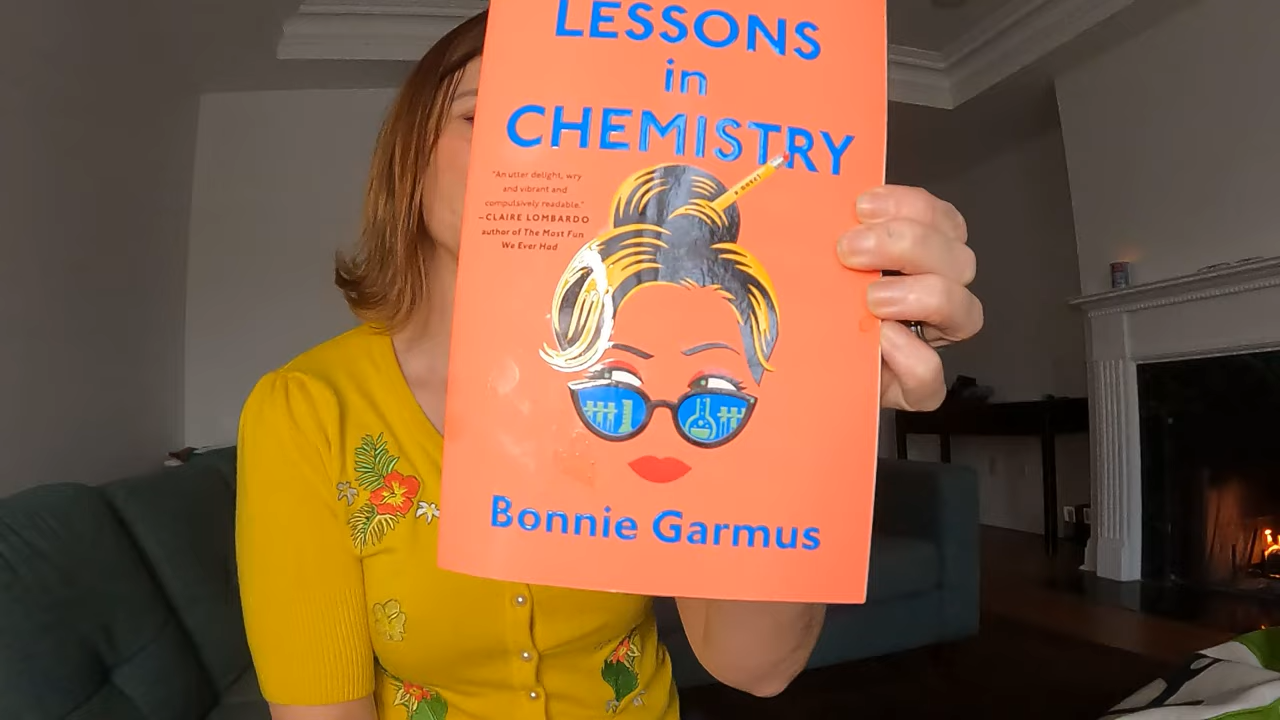 LESSONS
in
CHEMISTRY
"An utter delight, wry
and vibrant and
compulsively readable."
—CLAIRE LOMBARDO
author of The Most Fun
We Ever Had
a novel
Bonnie Garmus